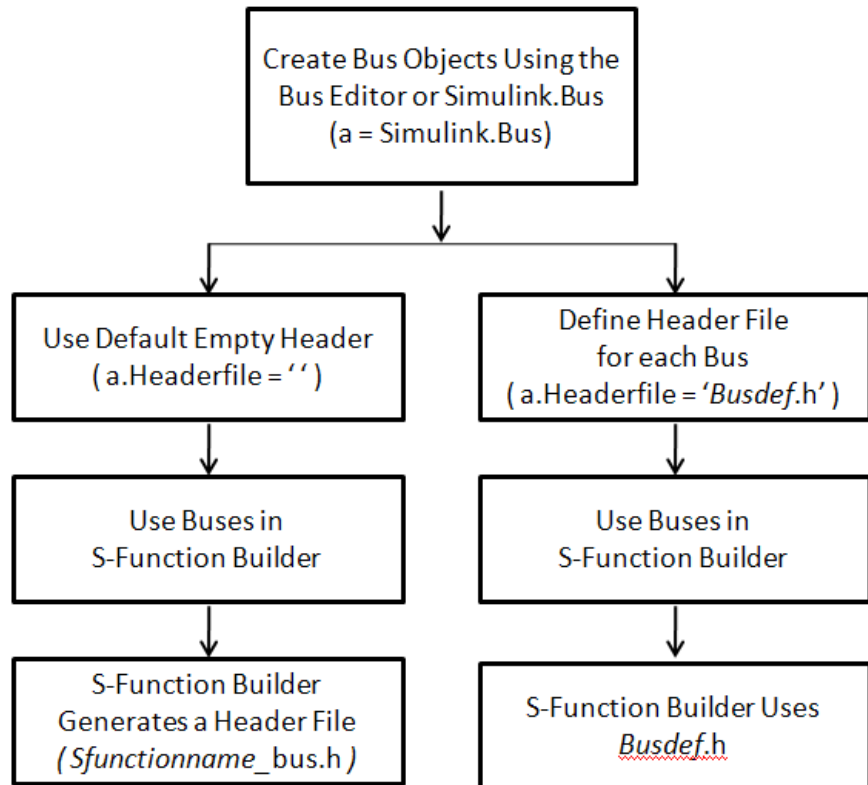 Create Bus Objects Using the
Bus Editor or Simulink.Bus
(a = Simulink.Bus)
Use Default Empty Header
( a.Headerfile = ‘ ‘ )
Define Header File
for each Bus
( a.Headerfile = ‘Busdef.h’ )
Use Buses in
S-Function Builder
Use Buses in
S-Function Builder
S-Function Builder
Generates a Header File
( Sfunctionname_bus.h )
S-Function Builder Uses
Busdef.h